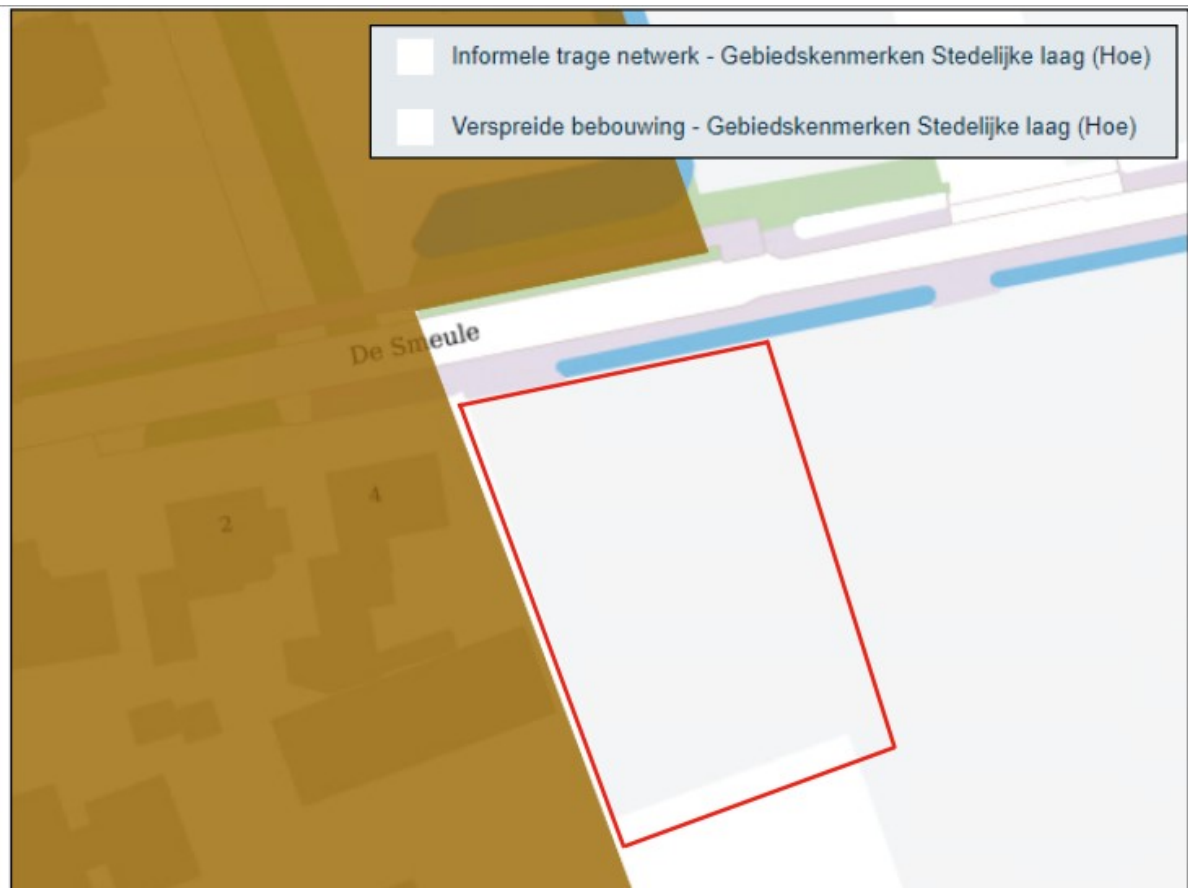 Informele trage netwerk - Gebiedskenmerken Stedelijke laag (Hoe)
Verspreide bebouwing - Gebiedskenmerken Stedelijke laag (Hoe)
De Smeule
4
2